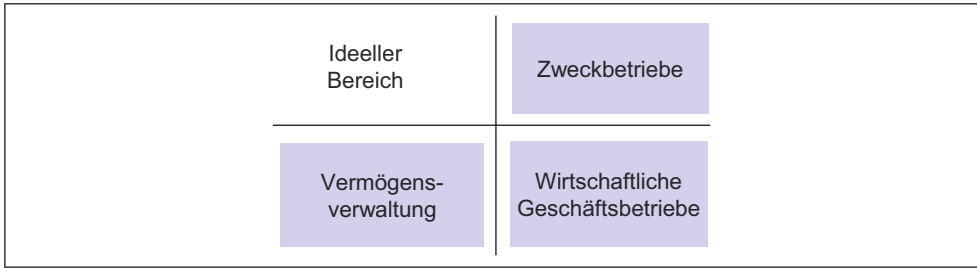 Ideeller
Bereich
Zweckbetriebe
Vermögens-
verwaltung
Wirtschaftliche
Geschäftsbetriebe